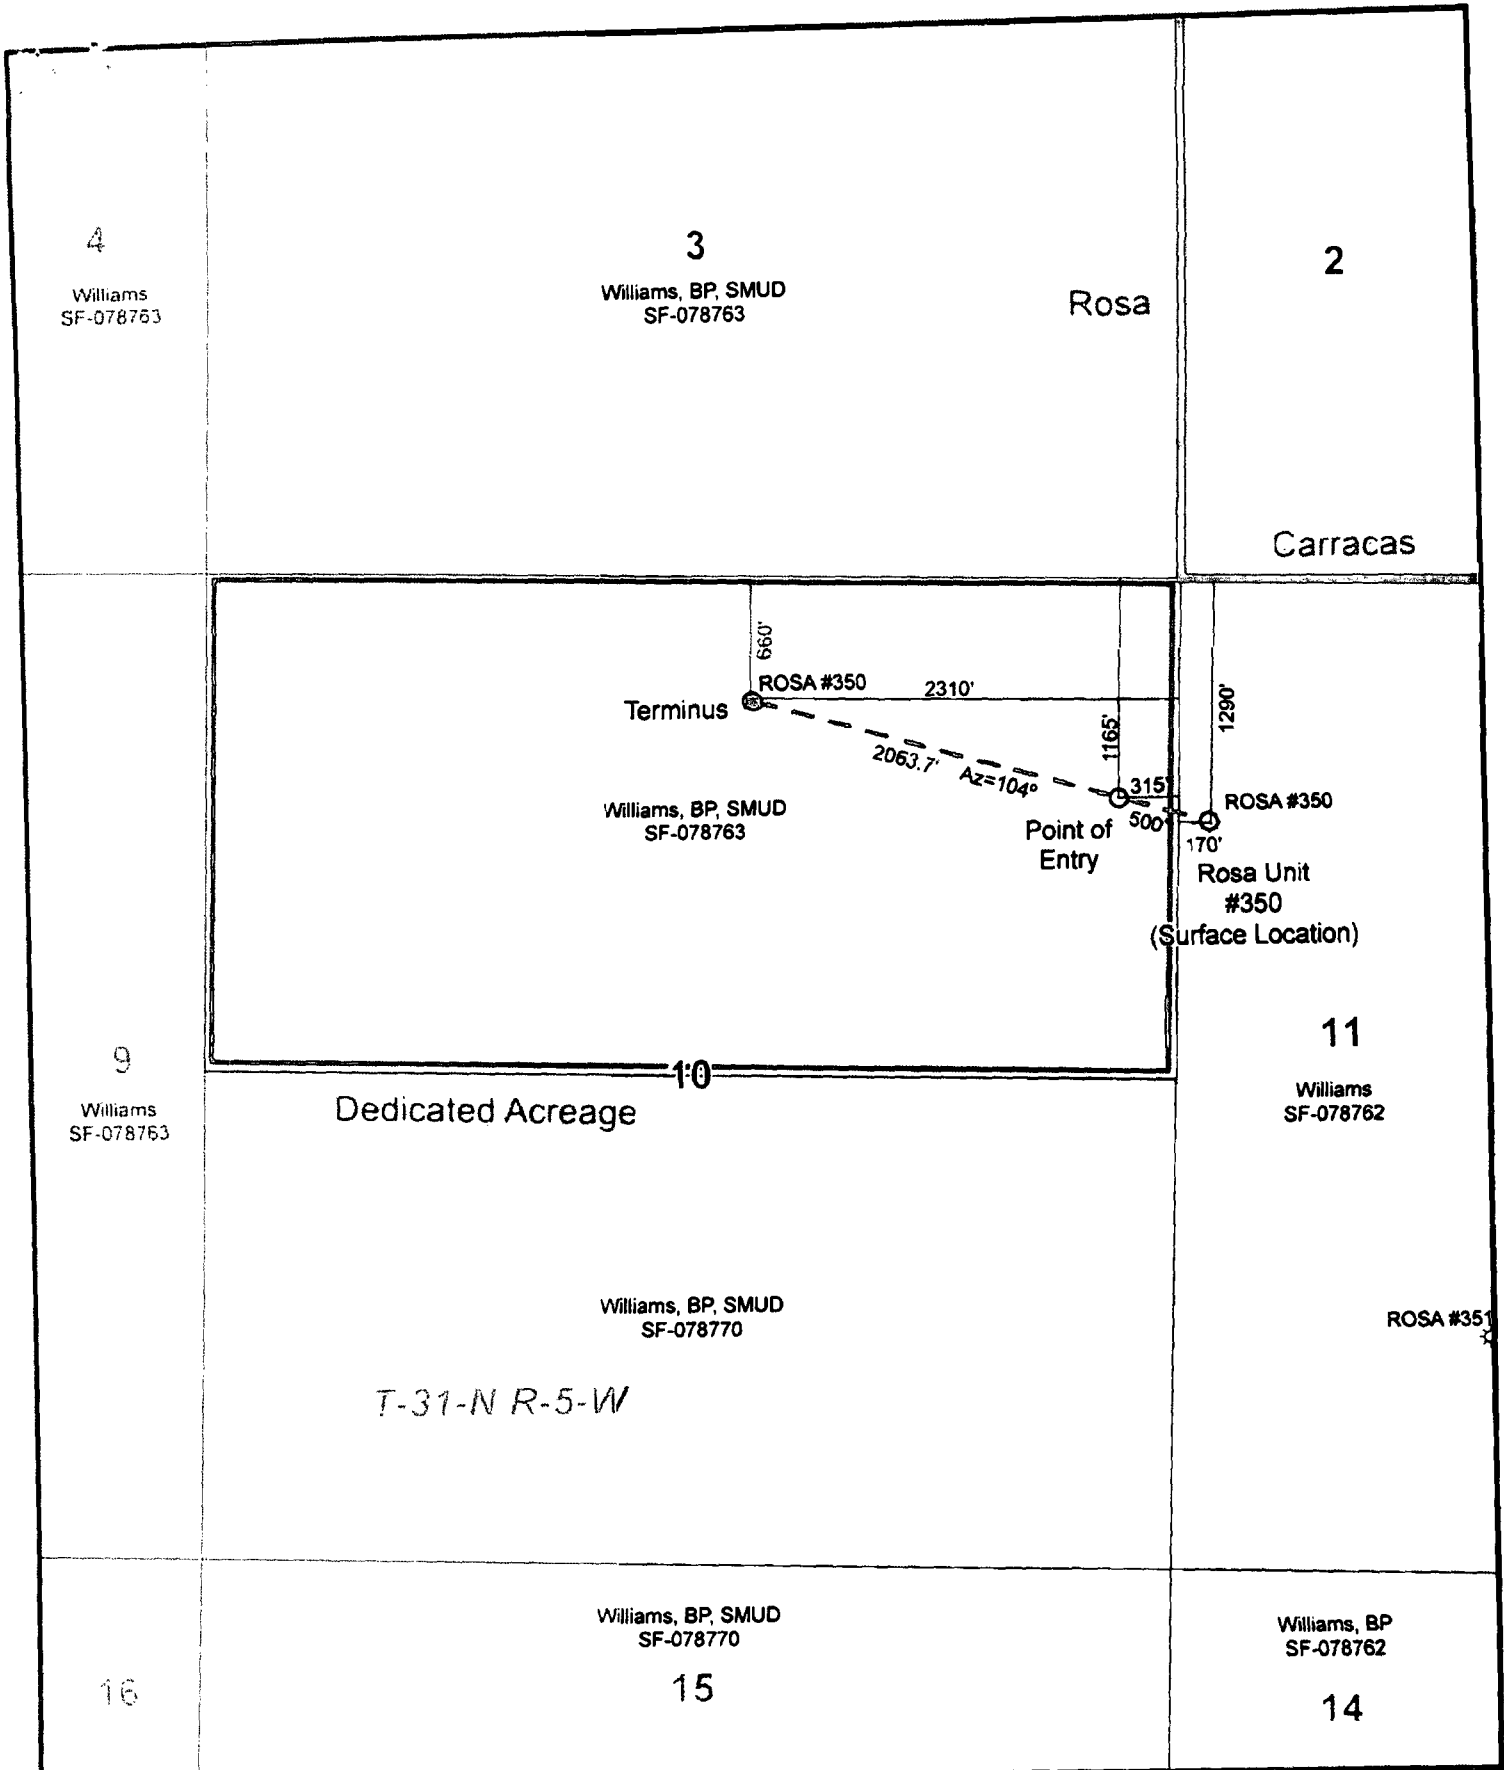 4
Williams
SF-078763
3
Williams, BP, SMUD
SF-078763
Rosa
2
Carracas
660'
ROSA #350
2310'
Terminus
1165'
1290'
2063.7'
Az=104°
315'
500'
170'
ROSA #350
Williams, BP, SMUD
SF-078763
Point of
Entry
Rosa Unit
#350
(Surface Location)
9
Williams
SF-078763
10
11
Dedicated Acreage
Williams
SF-078762
Williams, BP, SMUD
SF-078770
ROSA #351
T-31-N R-5-W
Williams, BP, SMUD
SF-078770
Williams, BP
SF-078762
16
15
14